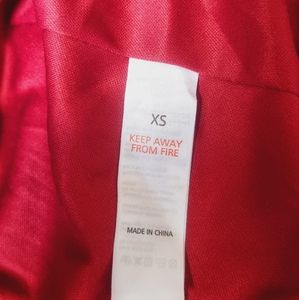 XS
KEEP AWAY
FROM FIRE
MADE IN CHINA